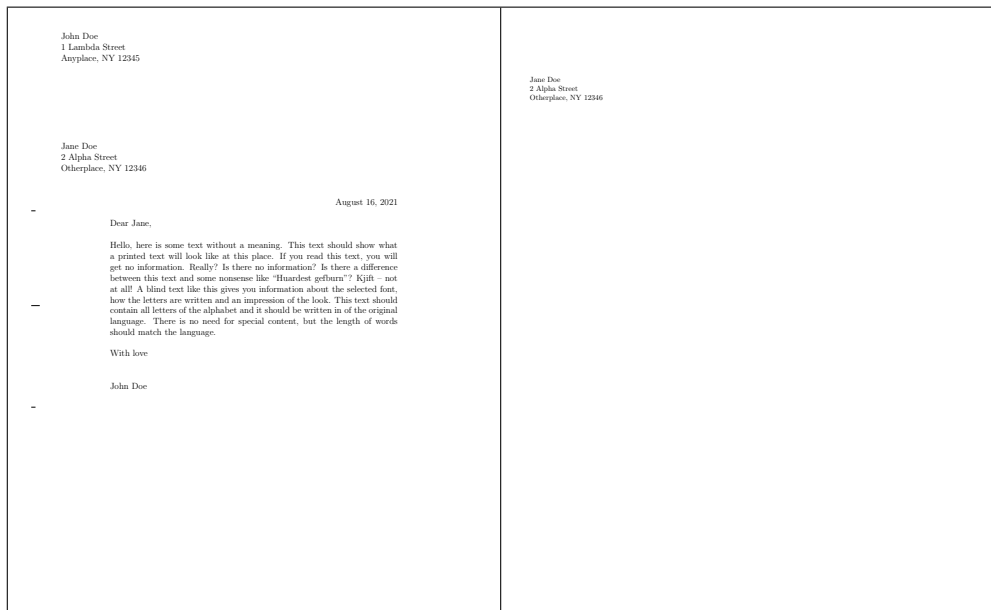 John Doe
1 Lambda Street
Anyplace, NY 12345
Jane Doe
2 Alpha Street
Otherplace, NY 12346
August 16, 2021
Dear Jane,
Hello, here is some text without a meaning. This text should show what
a printed text will look like at this place. If you read this text, you will
get no information. Really? Is there no information? Is there a difference
between this text and some nonsense like “Huardest gefburn”? Kjift – not
at all! A blind text like this gives you information about the selected font,
how the letters are written and an impression of the look. This text should
contain all letters of the alphabet and it should be written in of the original
language. There is no need for special content, but the length of words
should match the language.
With love
John Doe
Jane Doe
2 Alpha Street
Otherplace, NY 12346